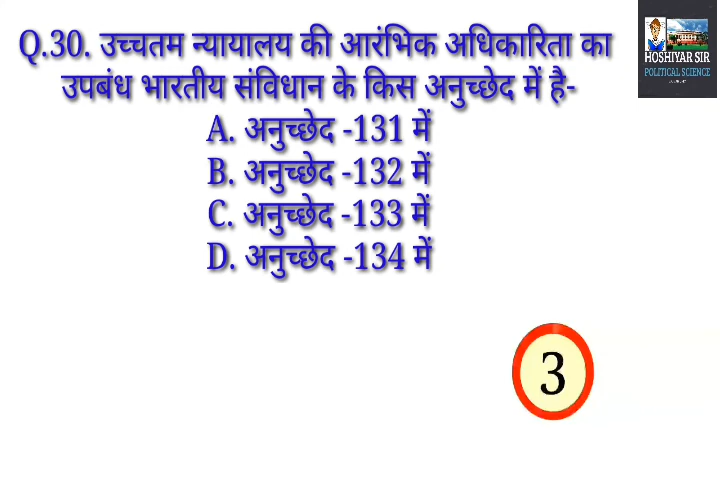 Q.30. उच्चतम न्यायालय की आरंभिक अधिकारिता का
उपबंध भारतीय संविधान के किस अनुच्छेद में है-
A. अनुच्छेद -131 में
B. अनुच्छेद -132 में
C. अनुच्छेद -133 में
D. अनुच्छेद -134 में
HOSHIYAR SIR
POLITICAL SCIENCE
3